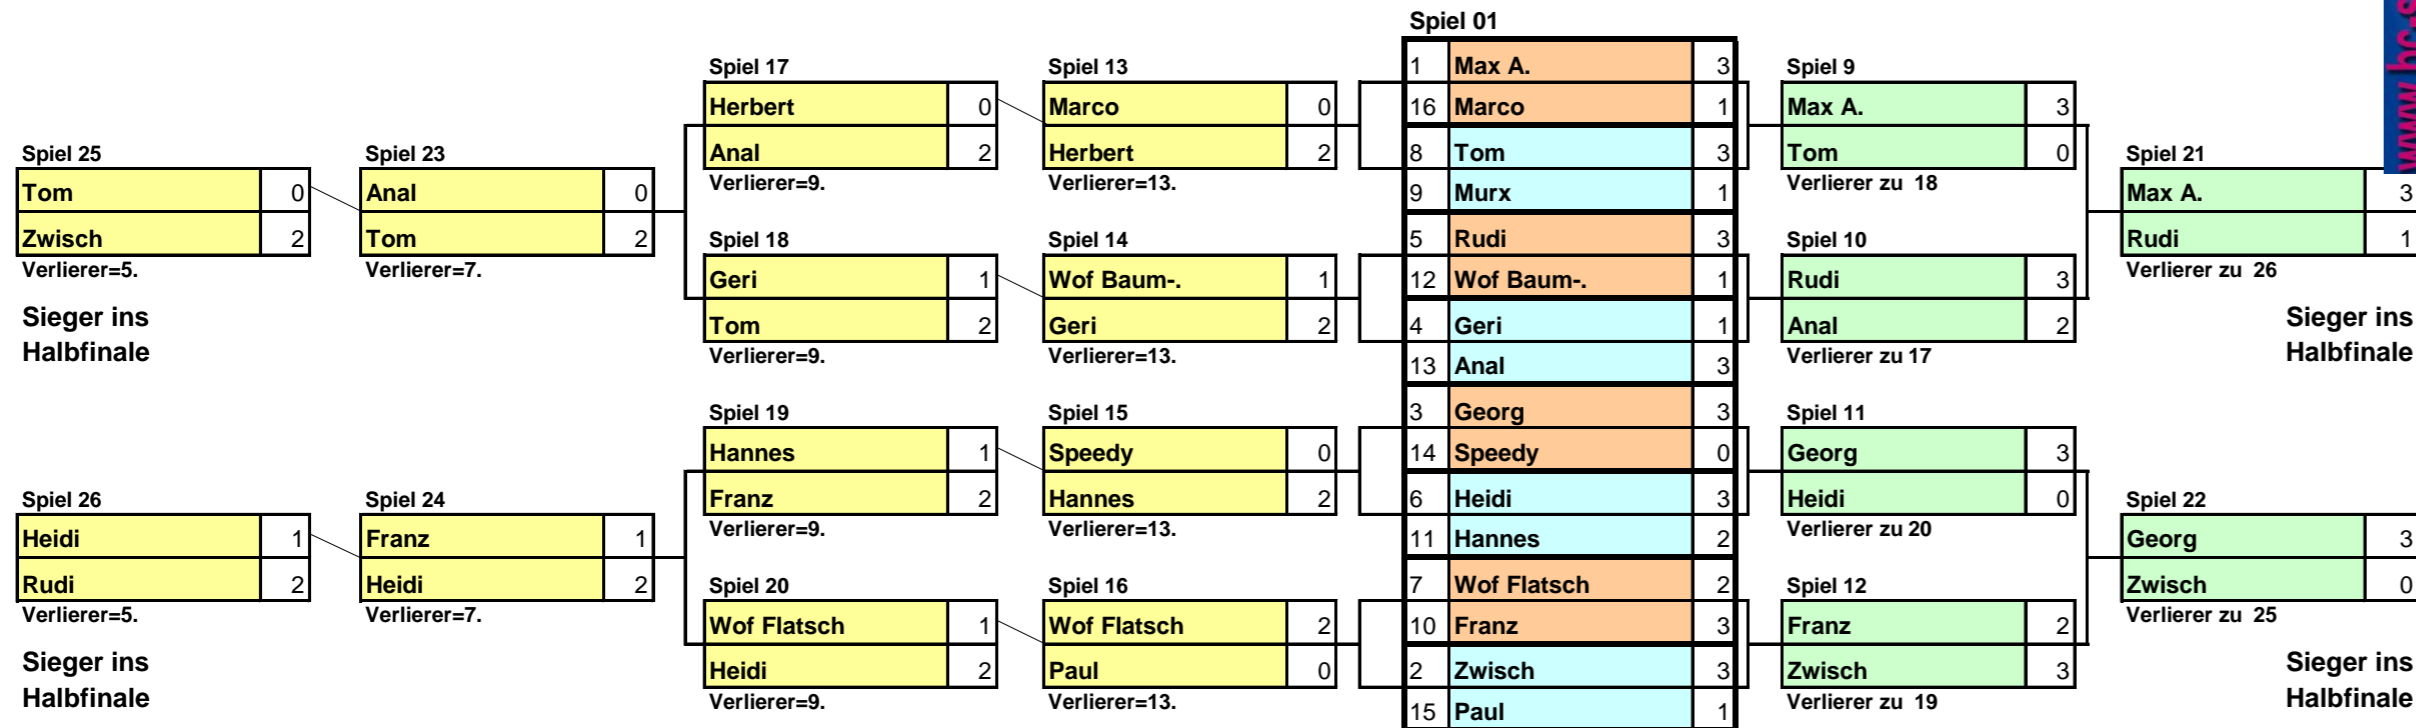 Spiel 01
1 Max A. 3
Spiel 17
Spiel 13
Spiel 9
Herbert 0
Marco 0
16 Marco 1
Max A. 3
Spiel 25
Spiel 23
Anal 2
Herbert 2
8 Tom 3
Tom 0
Spiel 21
Verlierer=9.
Verlierer=13.
Verlierer zu 18
Tom 0
Anal 0
9 Murx 1
Max A. 3
Zwisch 2
Tom 2
Spiel 18
Spiel 14
5 Rudi 3
Spiel 10
Rudi 1
Verlierer=5.
Verlierer=7.
Geri 1
Wof Baum-. 1
12 Wof Baum-. 1
Rudi 3
Verlierer zu 26
Sieger ins
Halbfinale
Tom 2
Geri 2
4 Geri 1
Anal 2
Sieger ins
Halbfinale
Verlierer=9.
Verlierer=13.
Verlierer zu 17
13 Anal 3
Spiel 19
Spiel 15
3 Georg 3
Spiel 11
Hannes 1
Speedy 0
14 Speedy 0
Georg 3
Spiel 26
Spiel 24
Franz 2
Hannes 2
6 Heidi 3
Heidi 0
Spiel 22
Verlierer=9.
Verlierer=13.
Verlierer zu 20
Heidi 1
Franz 1
11 Hannes 2
Georg 3
Rudi 2
Heidi 2
Spiel 20
Spiel 16
7 Wof Flatsch 2
Spiel 12
Zwisch 0
Verlierer=5.
Verlierer=7.
Wof Flatsch 1
Wof Flatsch 2
10 Franz 3
Franz 2
Verlierer zu 25
Sieger ins
Halbfinale
Heidi 2
Paul 0
2 Zwisch 3
Zwisch 3
Sieger ins
Halbfinale
Verlierer=9.
Verlierer=13.
Verlierer zu 19
15 Paul 1